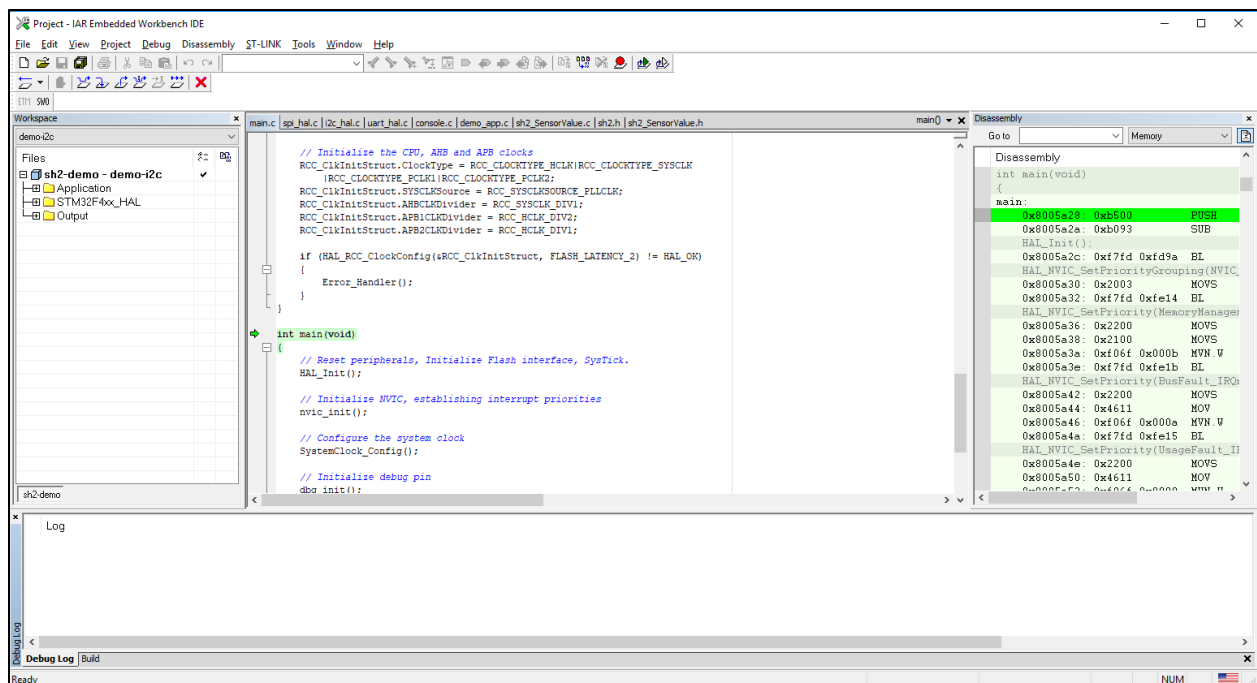 Project - IAR Embedded Workbench IDE
File Edit View Project Debug Disassembly ST-LINK Tools Window Help
ETM SWO
Workspace
demo-i2c
Files
sh2-demo - demo-i2c
Application
STM32F4xx_HAL
Output
sh2-demo
main.c | spi_hal.c | i2c_hal.c | uart_hal.c | console.c | demo_app.c | sh2_SensorValue.c | sh2.h | sh2_SensorValue.h
main()
// Initialize the CPU, AHB and APB clocks
RCC_ClkInitStruct.ClockType = RCC_CLOCKTYPE_HCLK|RCC_CLOCKTYPE_SYSCLK
|RCC_CLOCKTYPE_PCLK1|RCC_CLOCKTYPE_PCLK2;
RCC_ClkInitStruct.SYSCLKSource = RCC_SYSCLKSOURCE_PLLCLK;
RCC_ClkInitStruct.AHBCLKDivider = RCC_SYSCLK_DIV1;
RCC_ClkInitStruct.APB1CLKDivider = RCC_HCLK_DIV2;
RCC_ClkInitStruct.APB2CLKDivider = RCC_HCLK_DIV1;
if (HAL_RCC_ClockConfig(&RCC_ClkInitStruct, FLASH_LATENCY_2) != HAL_OK)
{
Error_Handler();
}
}
int main(void)
{
// Reset peripherals, Initialize Flash interface, SysTick.
HAL_Init();
// Initialize NVIC, establishing interrupt priorities
nvic_init();
// Configure the system clock
SystemClock_Config();
// Initialize debug pin
dbg_init();
Disassembly
Go to Memory
Disassembly
int main(void)
{
main:
0x8005a28: 0xb500 PUSH
0x8005a2a: 0xb093 SUB
HAL_Init();
0x8005a2c: 0xf7fd 0xfd9a BL
HAL_NVIC_SetPriorityGrouping(NVIC_
0x8005a30: 0x2003 MOVS
0x8005a32: 0xf7fd 0xfe14 BL
HAL_NVIC_SetPriority(MemoryManagem
0x8005a36: 0x2200 MOVS
0x8005a38: 0x2100 MOVS
0x8005a3a: 0xf06f 0x000b MVN.W
0x8005a3e: 0xf7fd 0xfe1b BL
HAL_NVIC_SetPriority(BusFault_IRQn
0x8005a42: 0x2200 MOVS
0x8005a44: 0x4611 MOV
0x8005a46: 0xf06f 0x000a MVN.W
0x8005a4a: 0xf7fd 0xfe15 BL
HAL_NVIC_SetPriority(UsageFault_I
0x8005a4e: 0x2200 MOVS
0x8005a50: 0x4611 MOV
Log
Debug Log
Debug Log Build
Ready
NUM